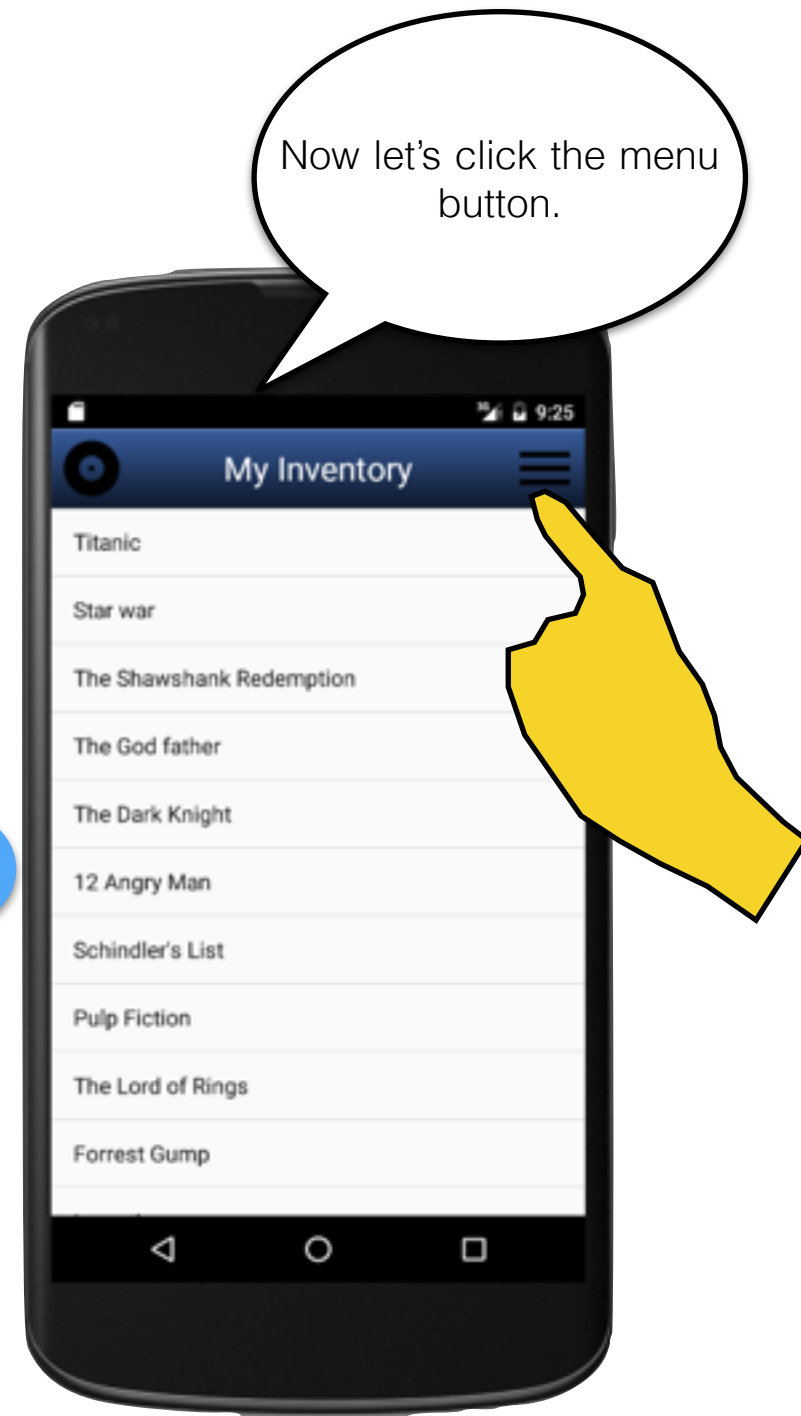 Now let's click the menu
button.
3G 9:25
My Inventory
Titanic
Star war
The Shawshank Redemption
The God father
The Dark Knight
12 Angry Man
Schindler's List
Pulp Fiction
The Lord of Rings
Forrest Gump